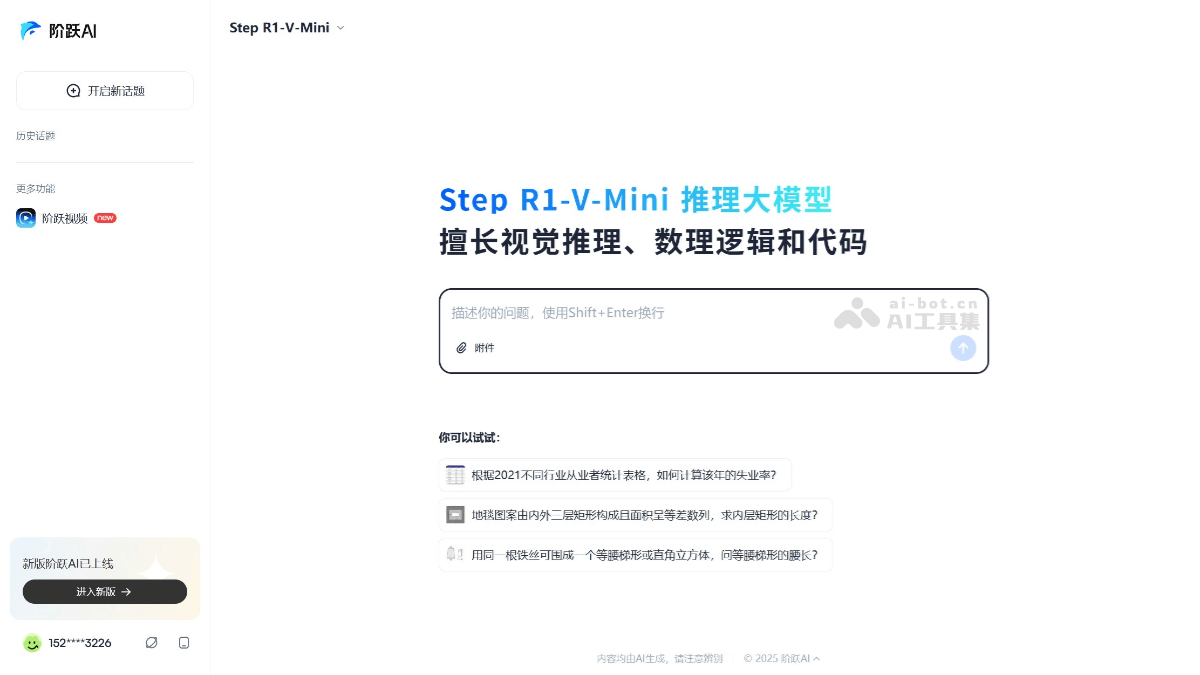 阶跃AI
开启新话题
历史话题
更多功能
阶跃视频 new
新版阶跃AI已上线
进入新版 →
152****3226
Step R1-V-Mini
Step R1-V-Mini 推理大模型
擅长视觉推理、数理逻辑和代码
描述你的问题，使用Shift+Enter换行
附件
ai-bot.cn
AI工具集
你可以试试：
根据2021不同行业从业者统计表格，如何计算该年的失业率？
地毯图案由内外三层矩形构成且面积呈等差数列，求内层矩形的长度？
用同一根铁丝可围成一个等腰梯形或直角立方体，问等腰梯形的腰长？
内容均由AI生成，请注意辨别 © 2025 阶跃AI